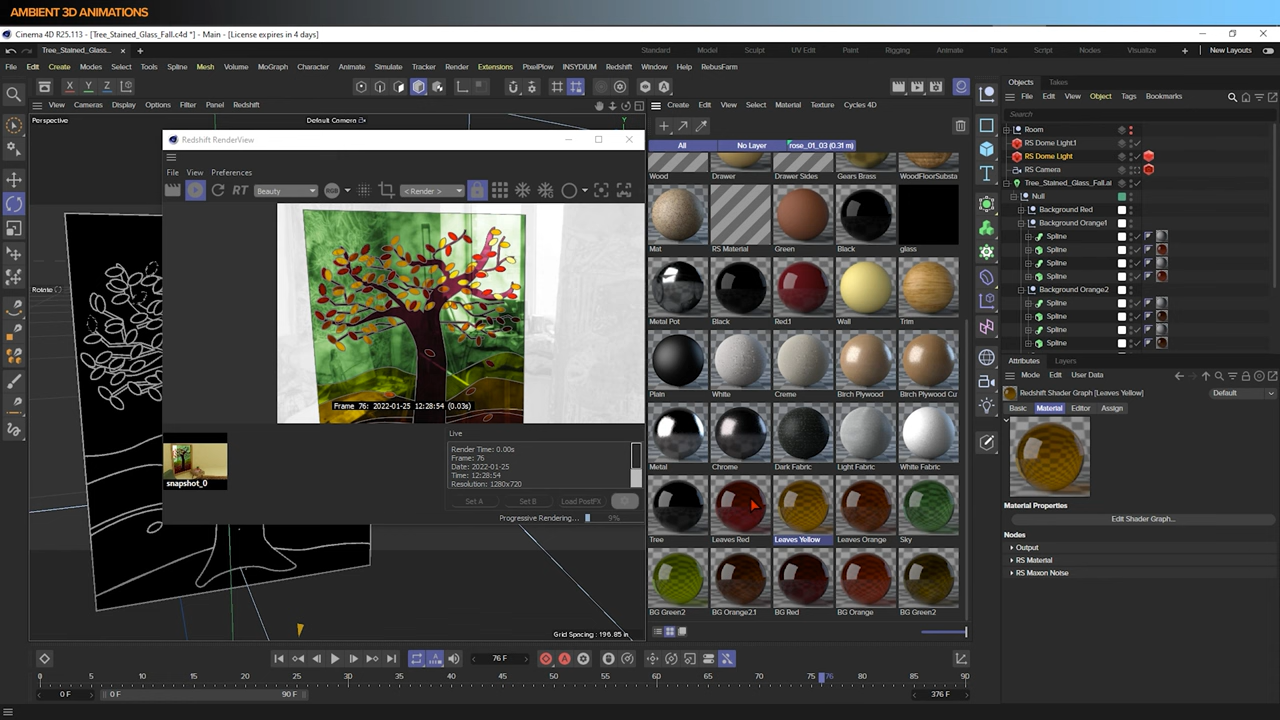 AMBIENT 3D ANIMATIONS
Cinema 4D R25.113 - [Tree_Stained_Glass_Fall.c4d *] - Main - [License expires in 4 days]
Tree_Stained_Glass...
Standard Model Sculpt UV Edit Paint Rigging Animate Track Script Nodes Visualize New Layouts
File Edit Create Modes Select Tools Spline Mesh Volume MoGraph Character Animate Simulate Tracker Render Extensions PixelPlow INSYDIUM Redshift Window Help RebusFarm
X Y Z
Objects Takes
File Edit View Object Tags Bookmarks
Search
View Cameras Display Options Filter Panel Redshift
Create Edit View Select Material Texture Cycles 4D
Perspective
Default Camera
Y
Redshift RenderView
File View Preferences
RT Beauty < Render >
Frame 76: 2022-01-25 12:28:54 (0.03s)
Live
Render Time: 0.00s
Frame: 76
Date: 2022-01-25
Time: 12:28:54
Resolution: 1280x720
Set A Set B Load PostFX
Progressive Rendering... 9%
snapshot_0
Rotate
Grid Spacing : 196.85 in
All No Layer rose_01_03 (0.31 m)
Wood Drawer Drawer Sides Gears Brass WoodFloorSubsta
Mat RS Material Green Black glass
Metal Pot Black Red.1 Wall Trim
Plain White Creme Birch Plywood Birch Plywood
Metal Chrome Dark Fabric Light Fabric White Fabric
Tree Leaves Red Leaves Yellow Leaves Orange Sky
BG Green2 BG Orange2.1 BG Red BG Orange BG Green2
Room
RS Dome Light.1
RS Dome Light
RS Camera
Tree_Stained_Glass_Fall.ai
Null
Background Red
Background Orange1
Spline
Spline
Spline
Spline
Background Orange2
Spline
Spline
Spline
Spline
Attributes Layers
Mode Edit User Data
Redshift Shader Graph [Leaves Yellow]
Default
Basic Material Editor Assign
Material Properties
Edit Shader Graph...
Nodes
Output
RS Material
RS Maxon Noise
76 F
0 5 10 15 20 25 30 35 40 45 50 55 60 65 70 75 76 80 85 90
0 F 0 F 90 F 376 F